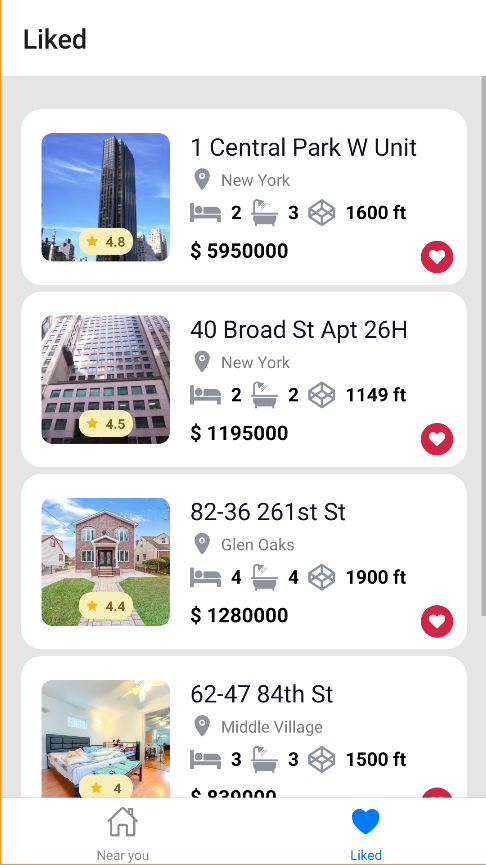 Liked
1 Central Park W Unit
New York
2 3 1600 ft
4.8
$ 5950000
40 Broad St Apt 26H
New York
2 2 1149 ft
4.5
$ 1195000
82-36 261st St
Glen Oaks
4 4 1900 ft
4.4
$ 1280000
62-47 84th St
Middle Village
3 3 1500 ft
4
$ 839000
Near you
Liked